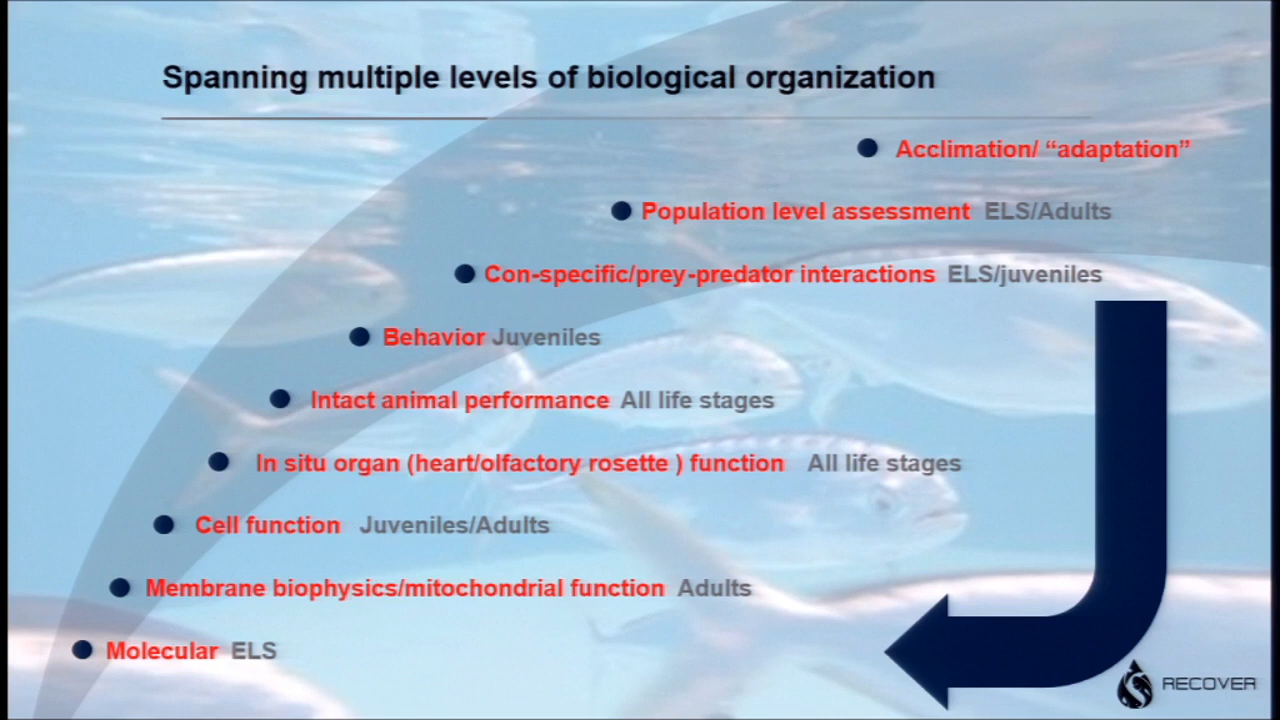 Spanning multiple levels of biological organization
Acclimation/ “adaptation”
Population level assessment ELS/Adults
Con-specific/prey-predator interactions ELS/juveniles
Behavior Juveniles
Intact animal performance All life stages
In situ organ (heart/olfactory rosette ) function All life stages
Cell function Juveniles/Adults
Membrane biophysics/mitochondrial function Adults
Molecular ELS
RECOVER